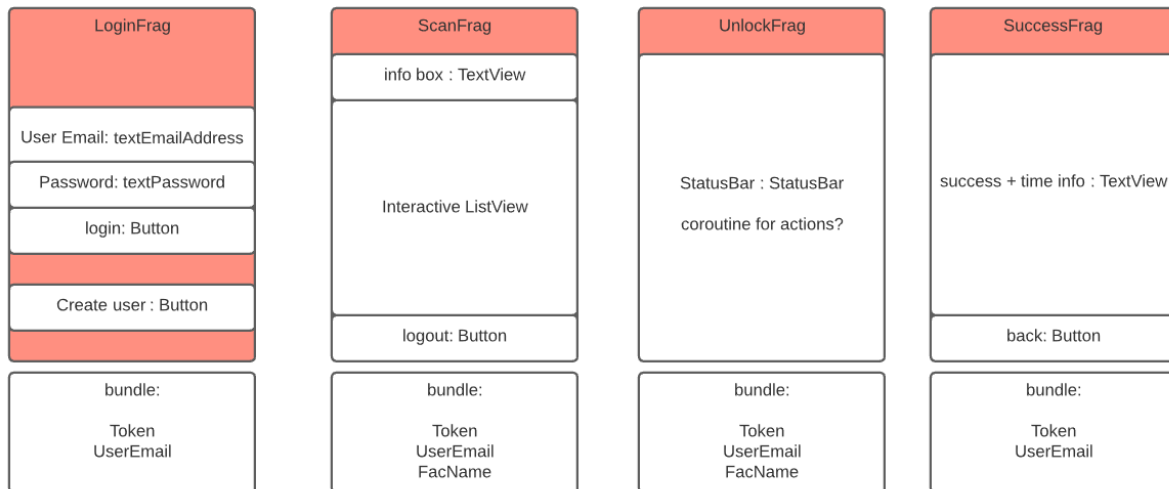 LoginFrag
User Email: textEmailAddress
Password: textPassword
login: Button
Create user : Button
bundle:
Token
UserEmail
ScanFrag
info box : TextView
Interactive ListView
logout: Button
bundle:
Token
UserEmail
FacName
UnlockFrag
StatusBar : StatusBar
coroutine for actions?
bundle:
Token
UserEmail
FacName
SuccessFrag
success + time info : TextView
back: Button
bundle:
Token
UserEmail